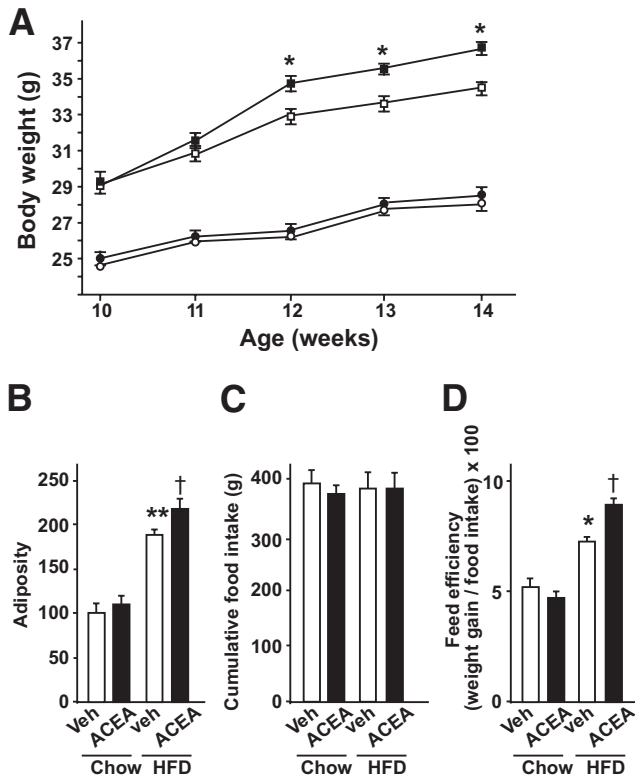 A
Body weight (g)
37
35
33
31
29
27
25
*
*
*
10 11 12 13 14
Age (weeks)
B
Adiposity
250
200
150
100
50
0
**
†
Veh ACEA veh ACEA
Chow HFD
C
Cumulative food intake (g)
400
300
200
100
0
Veh ACEA veh ACEA
Chow HFD
D
Feed efficiency
(weight gain / food intake) x 100
10
5
0
*
†
Veh ACEA veh ACEA
Chow HFD